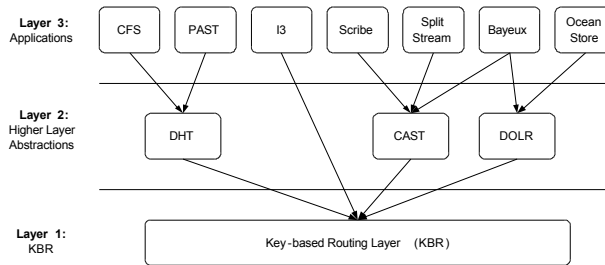 Layer 3:
Applications
CFS
PAST
I3
Scribe
Split
Stream
Bayeux
Ocean
Store
Layer 2:
Higher Layer
Abstractions
DHT
CAST
DOLR
Layer 1:
KBR
Key-based Routing Layer (KBR)